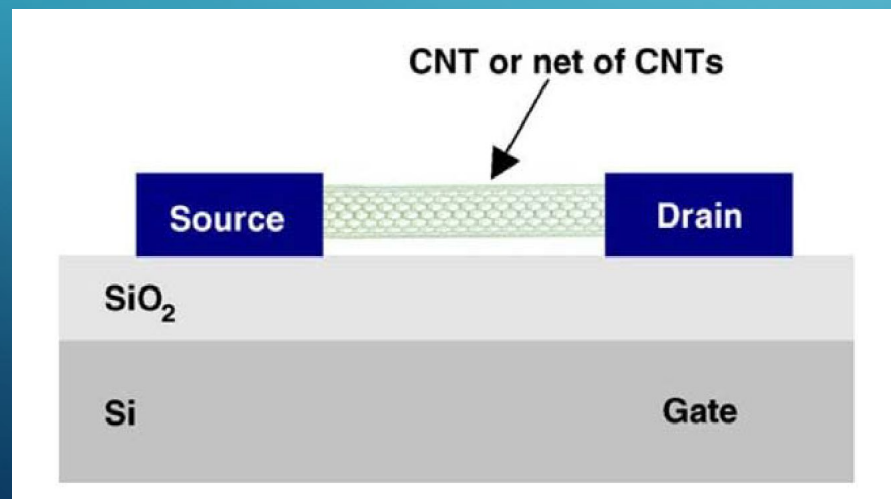 CNT or net of CNTs
Source
Drain
SiO₂
Si
Gate